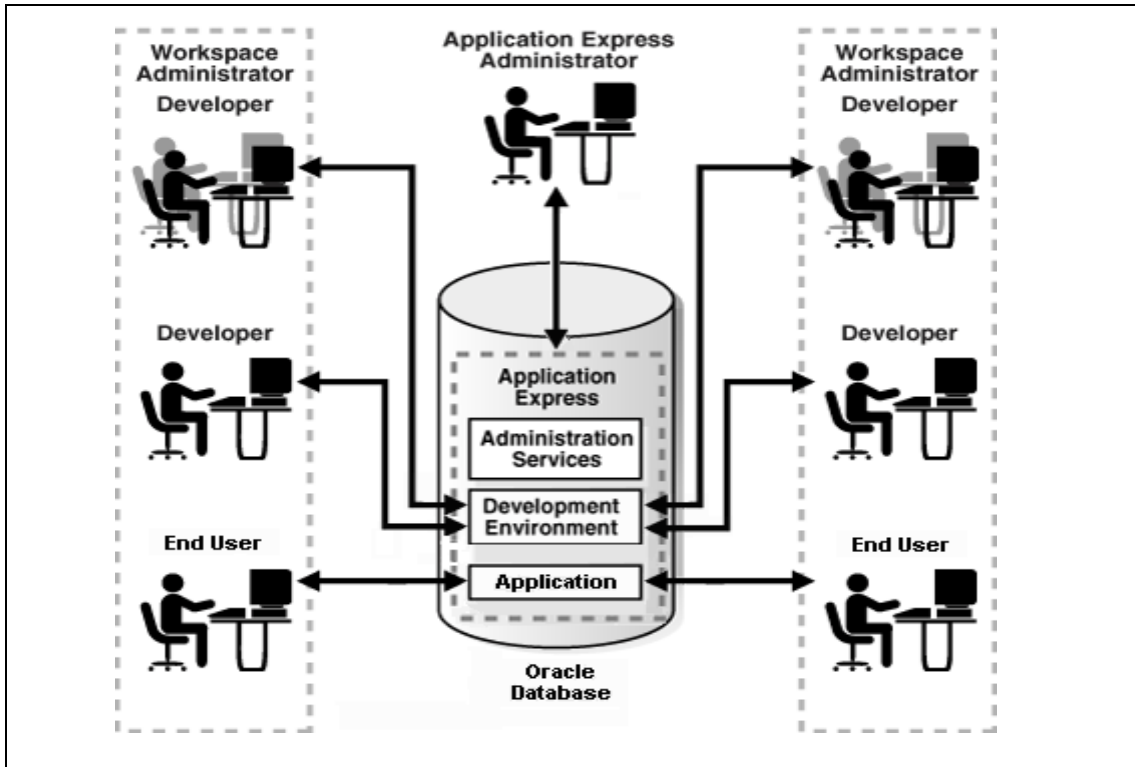 Workspace
Administrator
Developer
Developer
End User
Application Express
Administrator
Application
Express
Administration
Services
Development
Environment
Application
Oracle
Database
Workspace
Administrator
Developer
Developer
End User